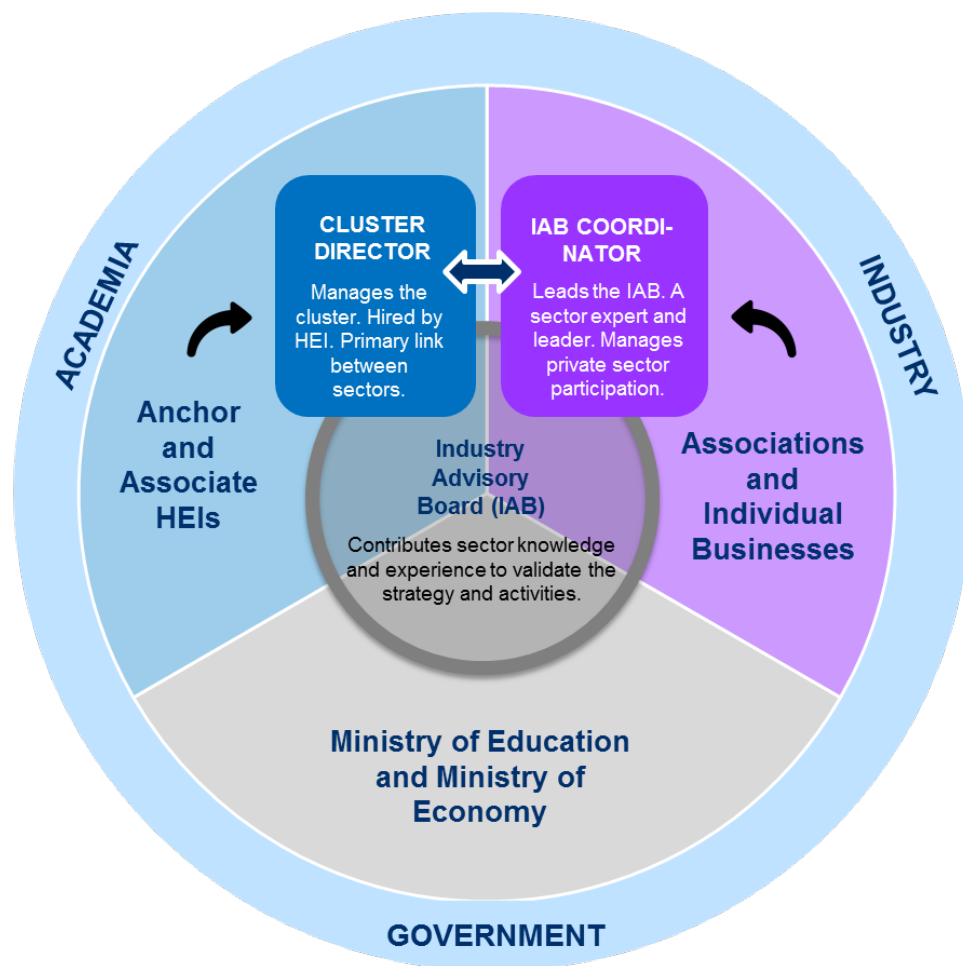 ACADEMIA
INDUSTRY
CLUSTER
DIRECTOR
Manages the
cluster. Hired by
HEI. Primary link
between
sectors.
IAB COORDI-
NATOR
Leads the IAB. A
sector expert and
leader. Manages
private sector
participation.
Anchor
and
Associate
HEIs
Industry
Advisory
Board (IAB)
Contributes sector knowledge
and experience to validate the
strategy and activities.
Associations
and
Individual
Businesses
Ministry of Education
and Ministry of
Economy
GOVERNMENT